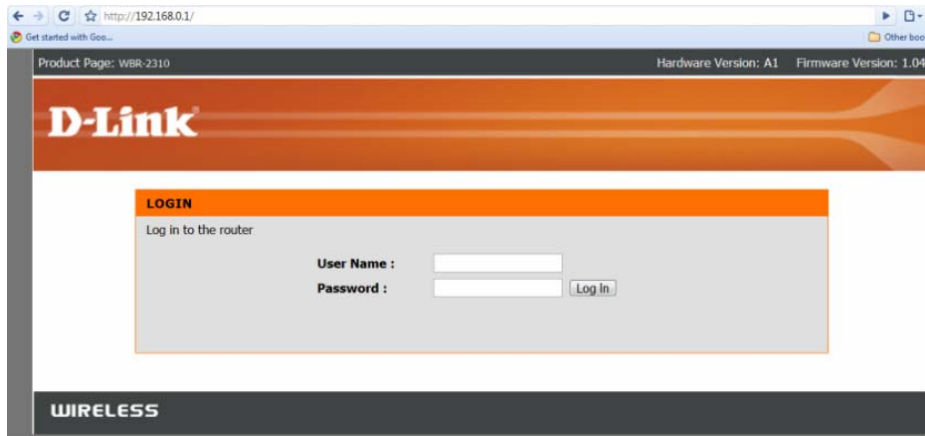 http://192.168.0.1/
Get started with Goo...
Other boo
Product Page: WBR-2310 Hardware Version: A1 Firmware Version: 1.04
D-Link®
LOGIN
Log in to the router
User Name :
Password :
Log In
WIRELESS